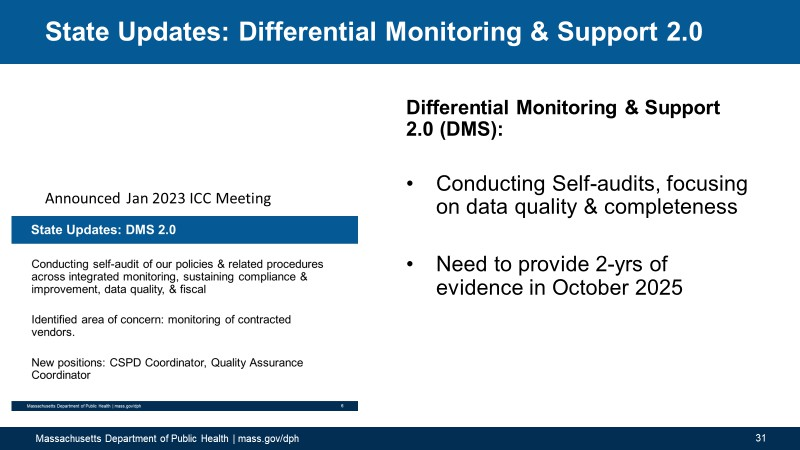 State Updates: Differential Monitoring & Support 2.0
Announced Jan 2023 ICC Meeting
State Updates: DMS 2.0
Conducting self-audit of our policies & related procedures
across integrated monitoring, sustaining compliance &
improvement, data quality, & fiscal
Identified area of concern: monitoring of contracted
vendors.
New positions: CSPD Coordinator, Quality Assurance
Coordinator
Massachusetts Department of Public Health | mass.gov/dph
Differential Monitoring & Support
2.0 (DMS):
• Conducting Self-audits, focusing
on data quality & completeness
• Need to provide 2-yrs of
evidence in October 2025
Massachusetts Department of Public Health | mass.gov/dph
31